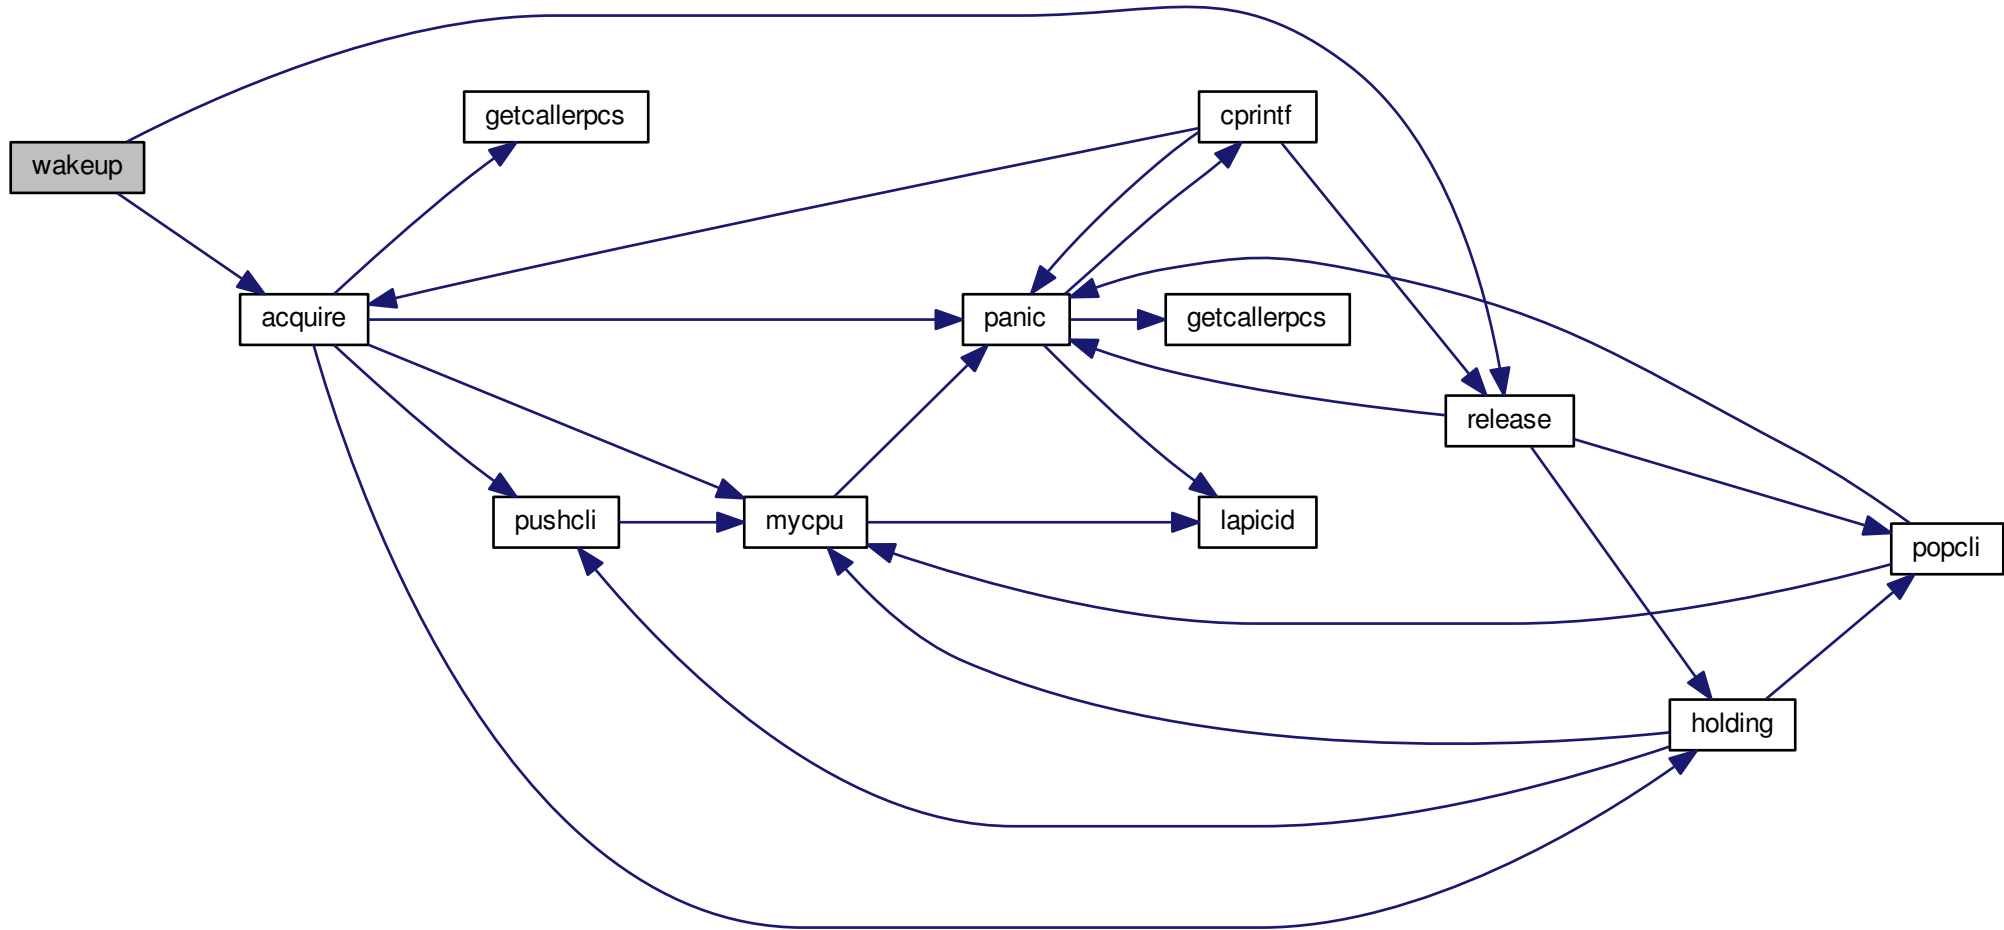 getcallerpcs
cprintf
wakeup
acquire
panic
getcallerpcs
release
pushcli
mycpu
lapicid
popcli
holding